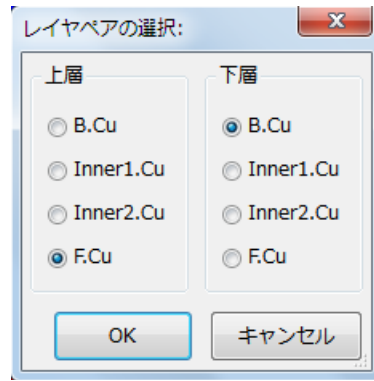 レイヤペアの選択:
上層
下層
B.Cu
B.Cu
Inner1.Cu
Inner1.Cu
Inner2.Cu
Inner2.Cu
F.Cu
F.Cu
OK
キャンセル